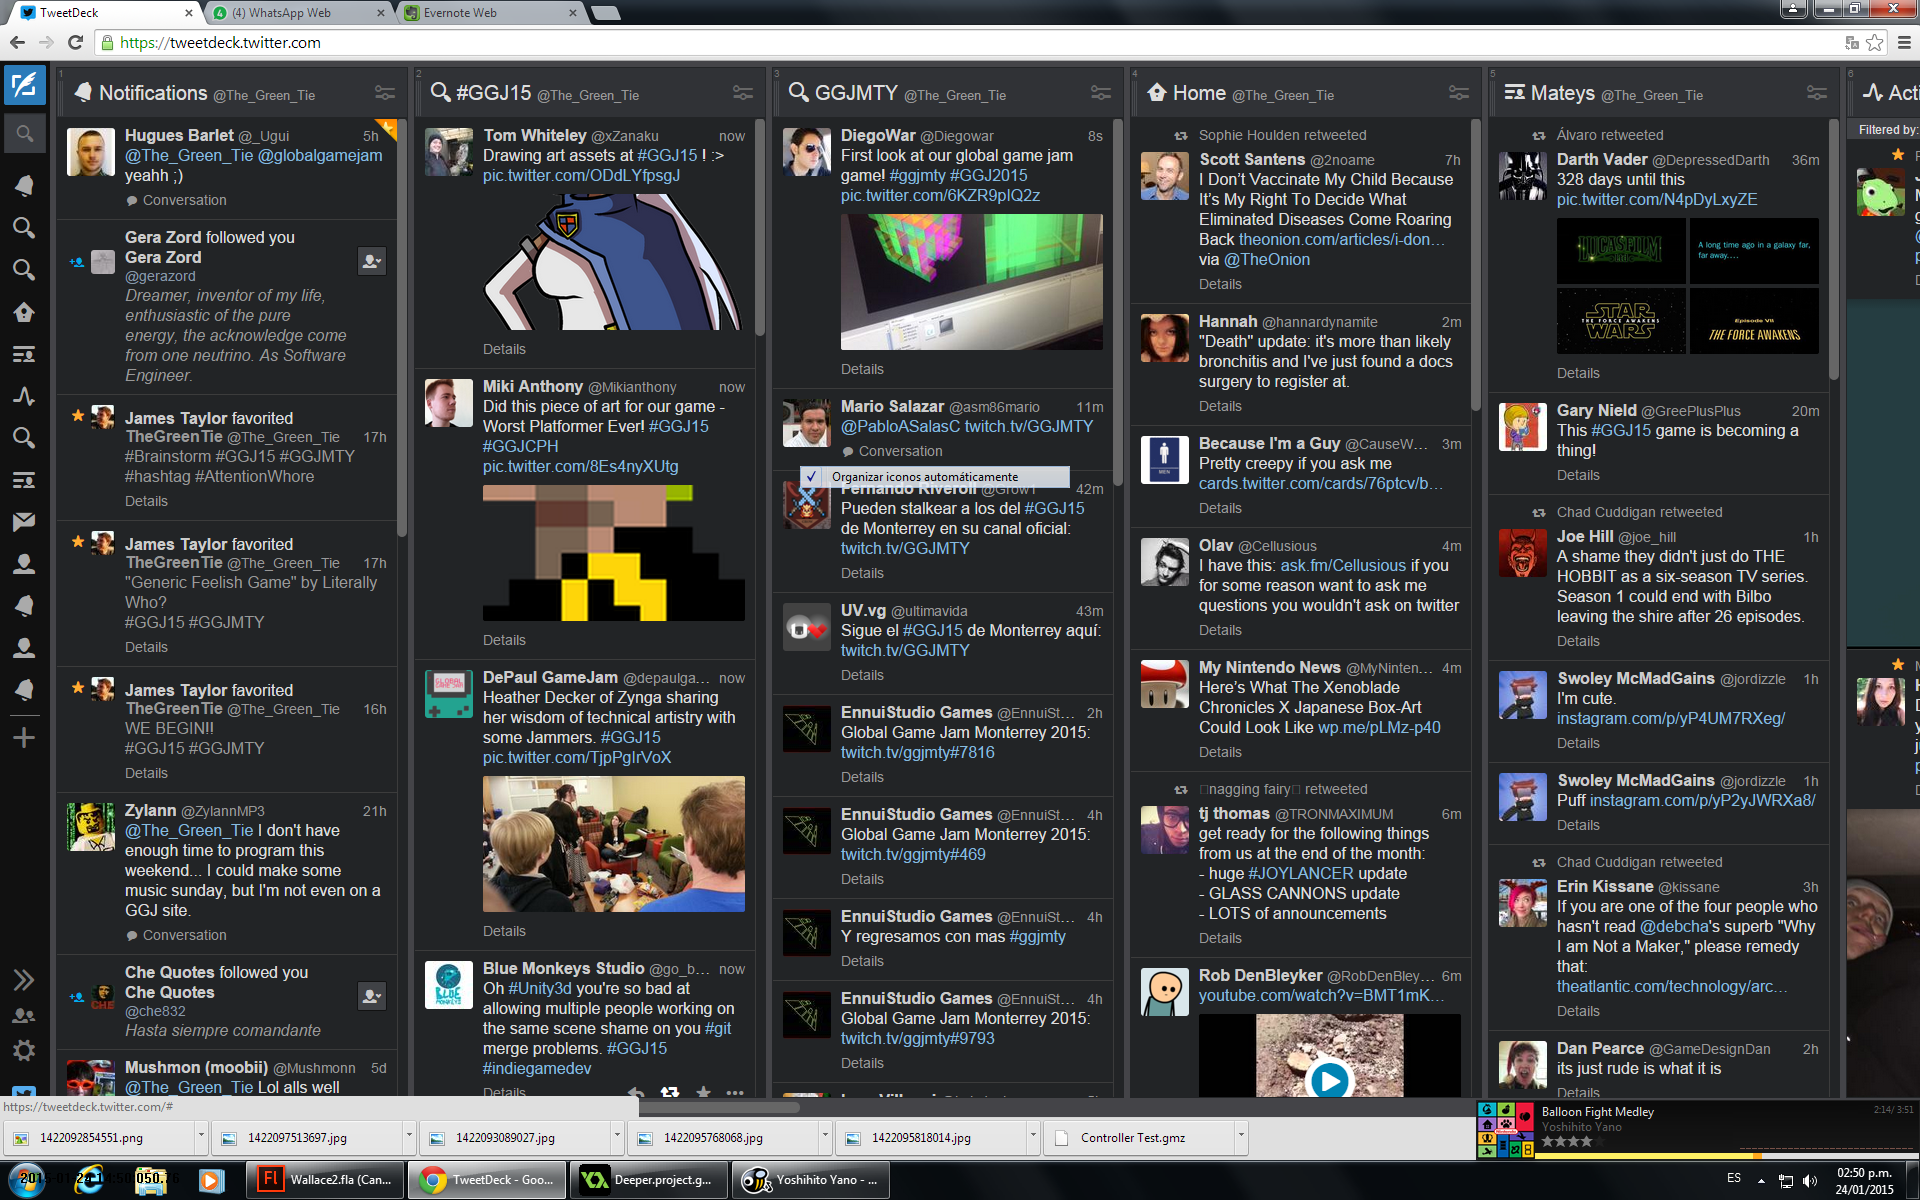 TweetDeck
(4) WhatsApp Web
Evernote Web
https://tweetdeck.twitter.com
1
Notifications @The_Green_Tie
Hugues Barlet @_Ugui 5h
@The_Green_Tie @globalgamejam
yeahh ;)
Conversation
Gera Zord followed you
Gera Zord
@gerazord
Dreamer, inventor of my life,
enthusiastic of the pure
energy, the acknowledge come
from one neutrino. As Software
Engineer.
James Taylor favorited
TheGreenTie @The_Green_Tie 17h
#Brainstorm #GGJ15 #GGJMTY
#hashtag #AttentionWhore
Details
James Taylor favorited
TheGreenTie @The_Green_Tie 17h
"Generic Feelish Game" by Literally
Who?
#GGJ15 #GGJMTY
Details
James Taylor favorited
TheGreenTie @The_Green_Tie 16h
WE BEGIN!!
#GGJ15 #GGJMTY
Details
Zylann @ZylannMP3 21h
@The_Green_Tie I don't have
enough time to program this
weekend... I could make some
music sunday, but I'm not even on a
GGJ site.
Conversation
Che Quotes followed you
Che Quotes
@che832
Hasta siempre comandante
Mushmon (moobii) @Mushmonn 5d
@The_Green_Tie Lol alls well
2
#GGJ15 @The_Green_Tie
Tom Whiteley @xZanaku now
Drawing art assets at #GGJ15 ! :>
pic.twitter.com/ODdLYfpsgJ
Details
Miki Anthony @Mikianthony now
Did this piece of art for our game -
Worst Platformer Ever! #GGJ15
#GGJCPH
pic.twitter.com/8Es4nyXUtg
Details
DePaul GameJam @depaulga... now
Heather Decker of Zynga sharing
her wisdom of technical artistry with
some Jammers. #GGJ15
pic.twitter.com/TjpPgIrVoX
Details
Blue Monkeys Studio @go_b... now
Oh #Unity3d you're so bad at
allowing multiple people working on
the same scene shame on you #git
merge problems. #GGJ15
#indiegamedev
Details
3
GGJMTY @The_Green_Tie
DiegoWar @Diegowar 8s
First look at our global game jam
game! #ggjmty #GGJ2015
pic.twitter.com/6KZR9pIQ2z
Details
Mario Salazar @asm86mario 11m
@PabloASalasC twitch.tv/GGJMTY
Conversation
✓ Organizar iconos automáticamente
Fernando Riveroll @Grow1 42m
Pueden stalkear a los del #GGJ15
de Monterrey en su canal oficial:
twitch.tv/GGJMTY
Details
UV.vg @ultimavida 43m
Sigue el #GGJ15 de Monterrey aquí:
twitch.tv/GGJMTY
Details
EnnuiStudio Games @EnnuiSt... 2h
Global Game Jam Monterrey 2015:
twitch.tv/ggjmty#7816
Details
EnnuiStudio Games @EnnuiSt... 4h
Global Game Jam Monterrey 2015:
twitch.tv/ggjmty#469
Details
EnnuiStudio Games @EnnuiSt... 4h
Y regresamos con mas #ggjmty
Details
EnnuiStudio Games @EnnuiSt... 4h
Global Game Jam Monterrey 2015:
twitch.tv/ggjmty#9793
Details
4
Home @The_Green_Tie
Sophie Houlden retweeted
Scott Santens @2noame 7h
I Don’t Vaccinate My Child Because
It’s My Right To Decide What
Eliminated Diseases Come Roaring
Back theonion.com/articles/i-don…
via @TheOnion
Details
Hannah @hannardynamite 2m
"Death" update: it's more than likely
bronchitis and I've just found a docs
surgery to register at.
Details
Because I'm a Guy @CauseW... 3m
Pretty creepy if you ask me
cards.twitter.com/cards/76ptcv/b…
Details
Olav @Cellusious 4m
I have this: ask.fm/Cellusious if you
for some reason want to ask me
questions you wouldn't ask on twitter
Details
My Nintendo News @MyNinten... 4m
Here’s What The Xenoblade
Chronicles X Japanese Box-Art
Could Look Like wp.me/pLMz-p40
Details
nagging fairy retweeted
tj thomas @TRONMAXIMUM 6m
get ready for the following things
from us at the end of the month:
- huge #JOYLANCER update
- GLASS CANNONS update
- LOTS of announcements
Details
Rob DenBleyker @RobDenBley... 6m
youtube.com/watch?v=BMT1mK…
5
Mateys @The_Green_Tie
Álvaro retweeted
Darth Vader @DepressedDarth 36m
328 days until this
pic.twitter.com/N4pDyLxyZE
LUCASFILM
A long time ago in a galaxy far,
far away....
STAR
THE FORCE AWAKENS
WARS
Episode VII
THE FORCE AWAKENS
Details
Gary Nield @GreePlusPlus 20m
This #GGJ15 game is becoming a
thing!
Details
Chad Cuddigan retweeted
Joe Hill @joe_hill 1h
A shame they didn't just do THE
HOBBIT as a six-season TV series.
Season 1 could end with Bilbo
leaving the shire after 26 episodes.
Details
Swoley McMadGains @jordizzle 1h
I'm cute.
instagram.com/p/yP4UM7RXeg/
Details
Swoley McMadGains @jordizzle 1h
Puff instagram.com/p/yP2yJWRXa8/
Details
Chad Cuddigan retweeted
Erin Kissane @kissane 3h
If you are one of the four people who
hasn't read @debcha's superb "Why
I am Not a Maker," please remedy
that:
theatlantic.com/technology/arc…
Details
Dan Pearce @GameDesignDan 2h
its just rude is what it is
Details
6
Acti
Filtered by:
https://tweetdeck.twitter.com/#
1422092854551.png
1422097513697.jpg
1422093089027.jpg
1422095768068.jpg
1422095818014.jpg
Controller Test.gmz
Balloon Fight Medley 2:14/ 3:51
Yoshihito Yano
Wallace2.fla (Can...
TweetDeck - Goo...
Deeper.project.g...
Yoshihito Yano - ...
ES
02:50 p.m.
24/01/2015